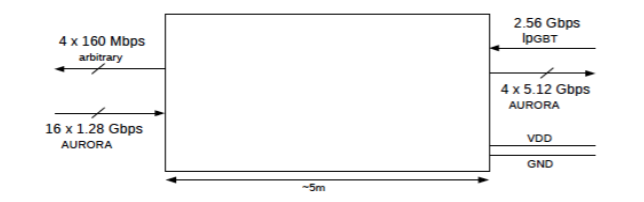 4 x 160 Mbps
arbitrary
16 x 1.28 Gbps
AURORA
2.56 Gbps
lpGBT
4 x 5.12 Gbps
AURORA
VDD
GND
~5m